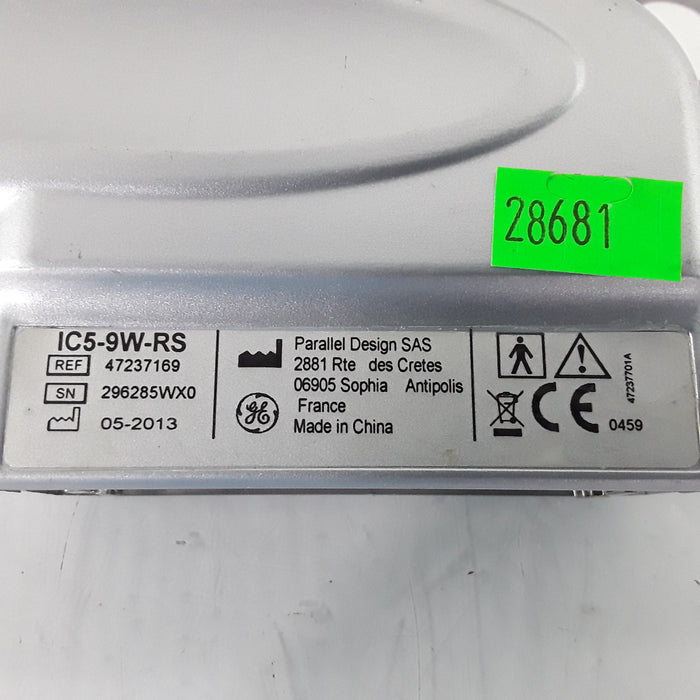 28681
IC5-9W-RS
REF 47237169
SN 296285WX0
05-2013
Parallel Design SAS
2881 Rte des Cretes
06905 Sophia Antipolis
France
Made in China
GE
CE 0459
47237701A